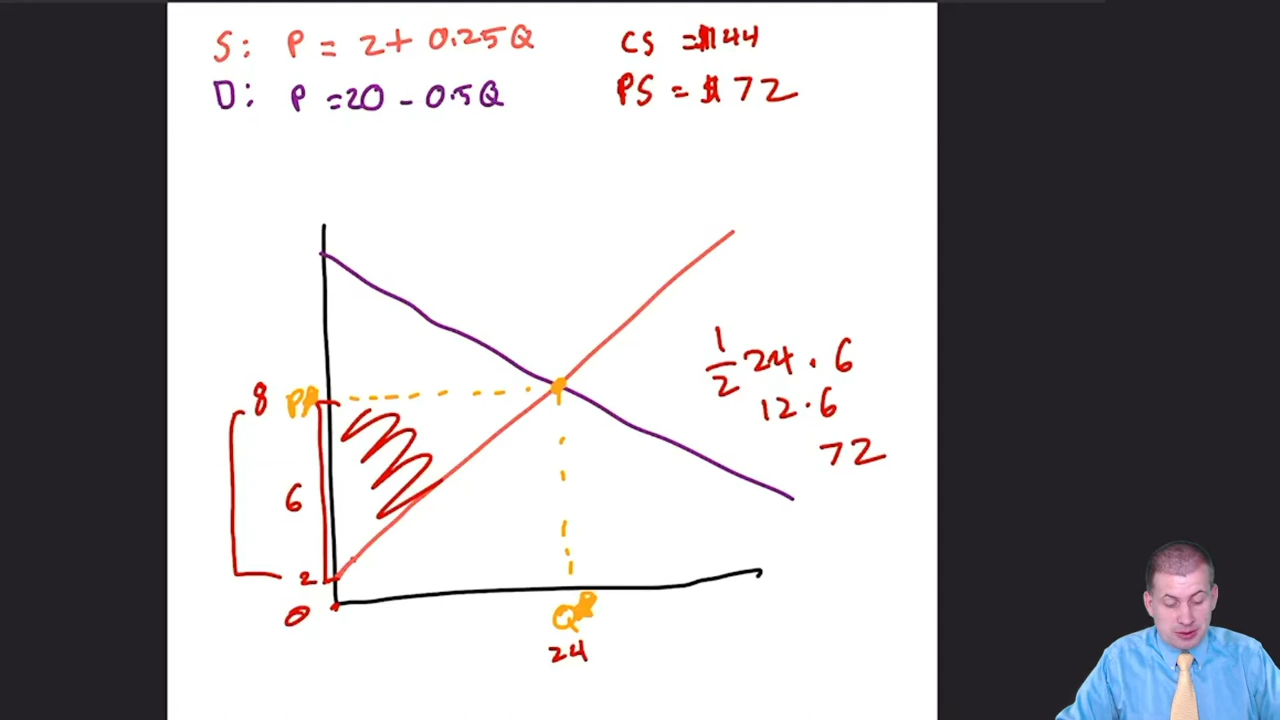 S: P = 2 + 0.25Q
D: P = 20 - 0.5Q
CS = $144
PS = $72
8 P*
6
2
0
Q*
24
1/2 24 · 6
12 · 6
72